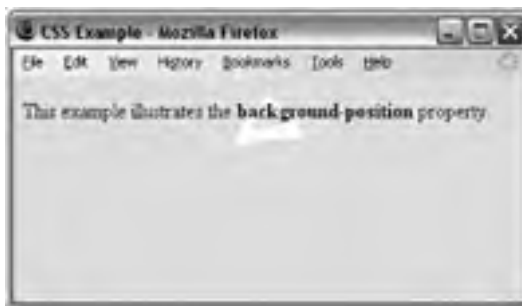 CSS Example - Mozilla Firefox
File Edit View History Bookmarks Tools Help
This example illustrates the background-position property.